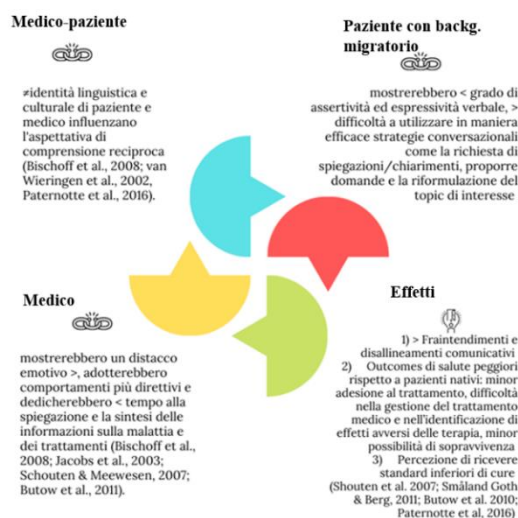 Medico-paziente
≠identità linguistica e
culturale di paziente e
medico influenzano
l'aspettativa di
comprensione reciproca
(Bischoff et al., 2008; van
Wieringen et al., 2002,
Paternotte et al., 2016).
Paziente con backg.
migratorio
mostrerebbero < grado di
assertività ed espressività verbale, >
difficoltà a utilizzare in maniera
efficace strategie conversazionali
come la richiesta di
spiegazioni/chiarimenti, proporre
domande e la riformulazione del
topic di interesse
Medico
mostrerebbero un distacco
emotivo >, adotterebbero
comportamenti più direttivi e
dedicherebbero < tempo alla
spiegazione e la sintesi delle
informazioni sulla malattia e
dei trattamenti (Bischoff et al.,
2008; Jacobs et al., 2003;
Schouten & Meewesen, 2007;
Butow et al., 2011).
Effetti
1) > Fraintendimenti e
disallineamenti comunicativi
2) Outcomes di salute peggiori
rispetto a pazienti nativi: minor
adesione al trattamento, difficoltà
nella gestione del trattamento
medico e nell'identificazione di
effetti avversi delle terapia, minor
possibilità di sopravvivenza
3) Percezione di ricevere
standard inferiori di cure
(Shouten et al. 2007; Småland Goth
& Berg, 2011; Butow et al. 2010;
Paternotte et al, 2016)